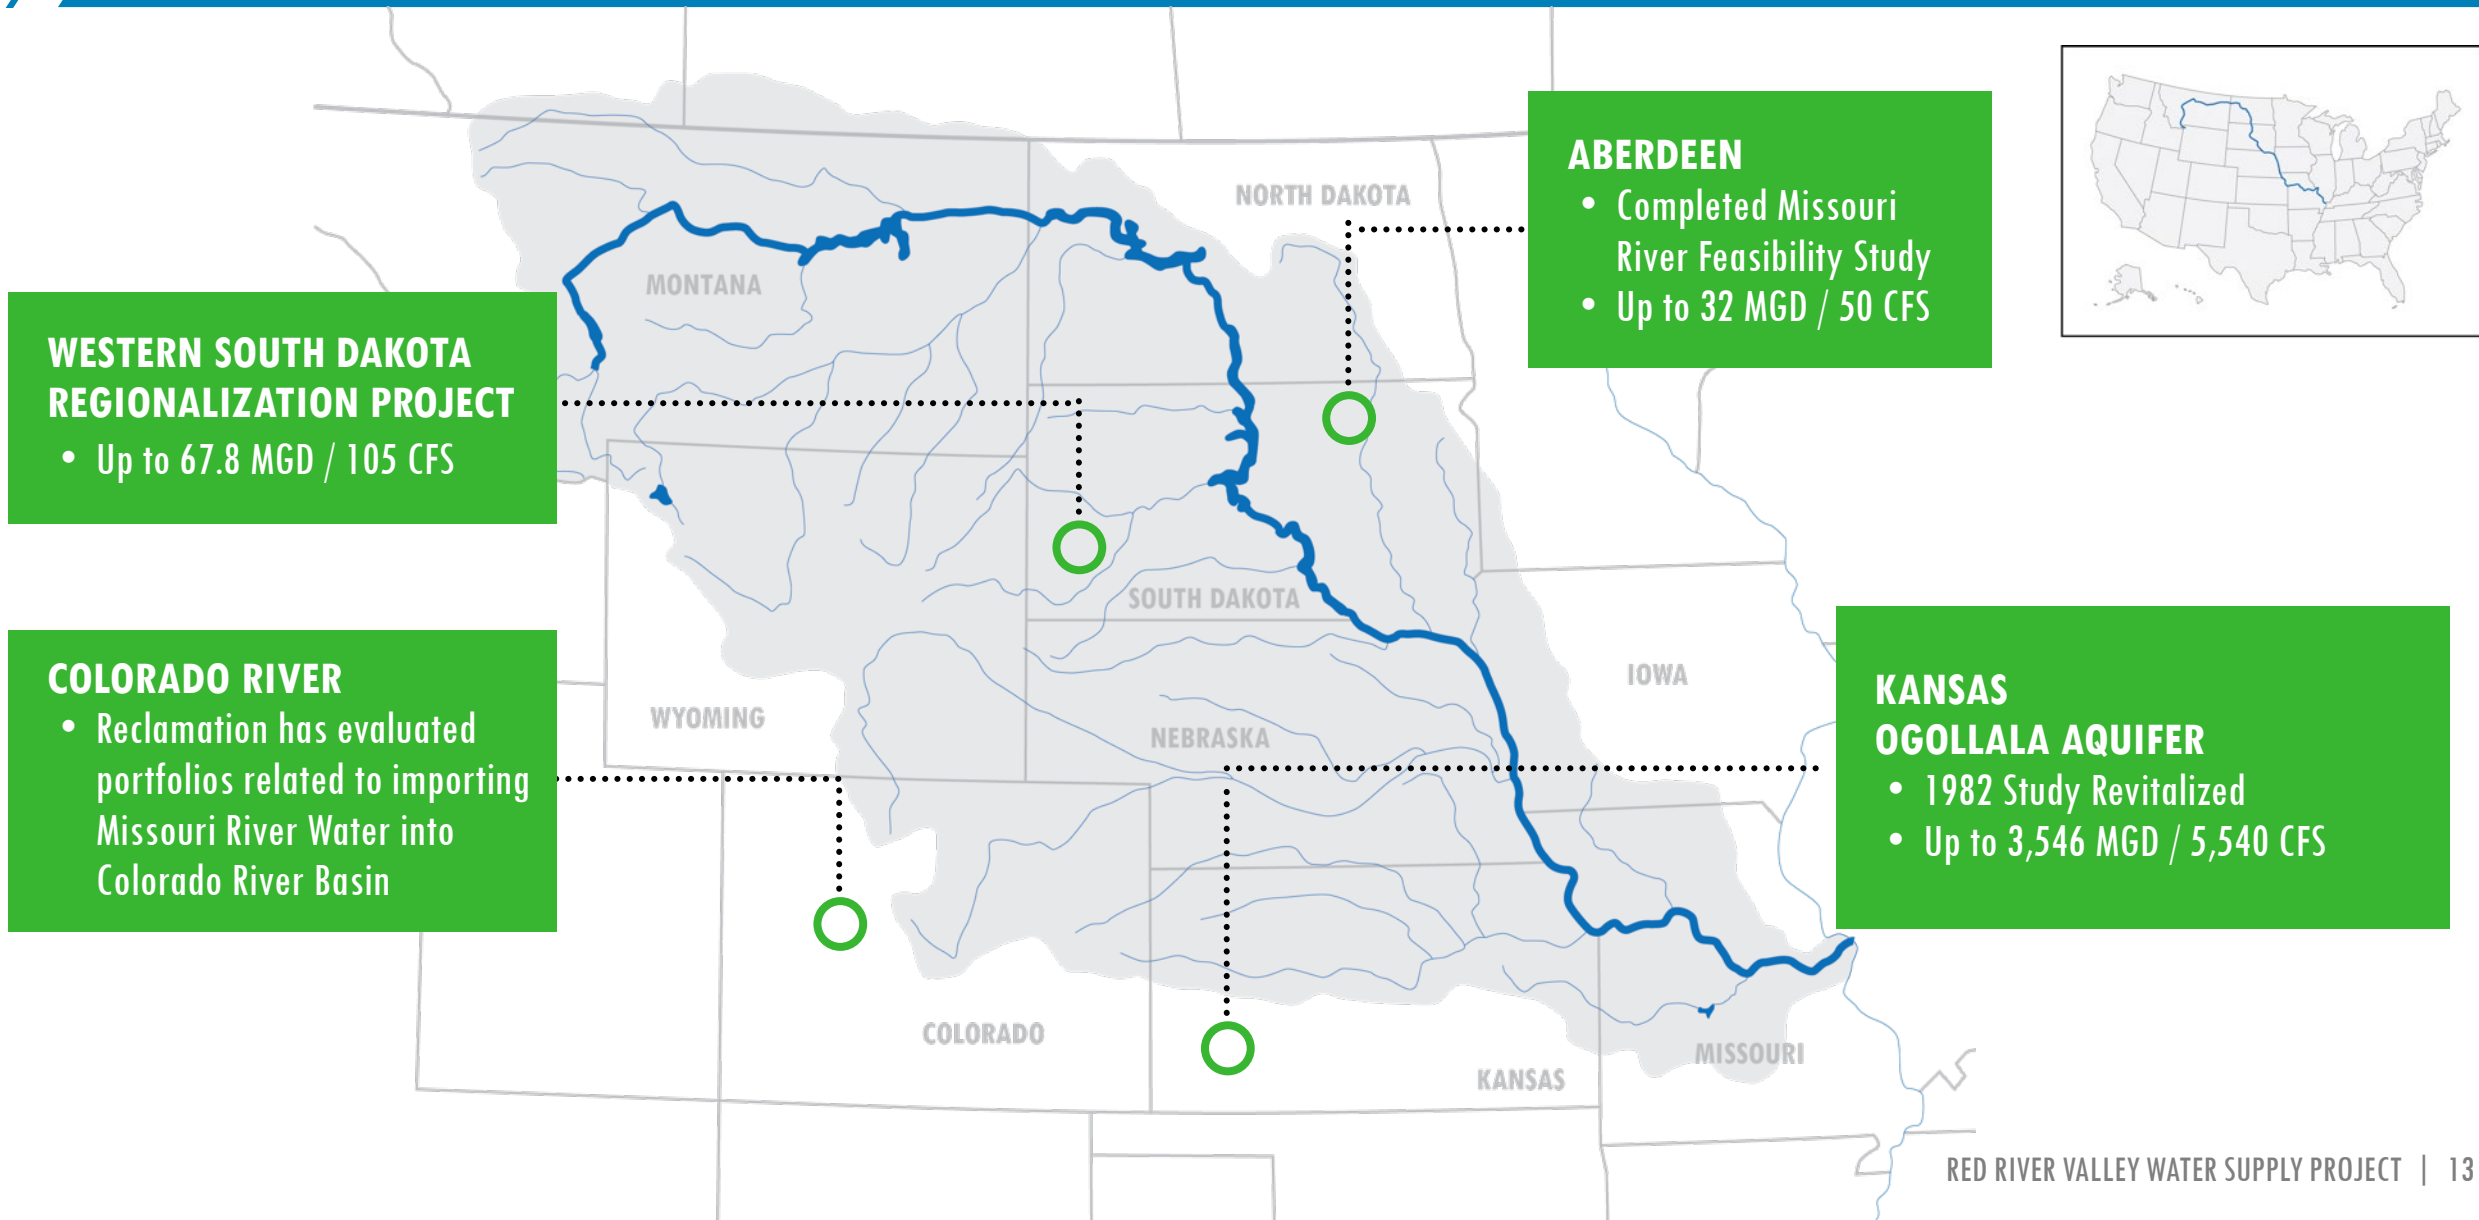 NORTH DAKOTA
MONTANA
SOUTH DAKOTA
WYOMING
NEBRASKA
IOWA
COLORADO
KANSAS
MISSOURI
ABERDEEN
• Completed Missouri
River Feasibility Study
• Up to 32 MGD / 50 CFS
WESTERN SOUTH DAKOTA
REGIONALIZATION PROJECT
• Up to 67.8 MGD / 105 CFS
COLORADO RIVER
• Reclamation has evaluated
portfolios related to importing
Missouri River Water into
Colorado River Basin
KANSAS
OGOLLALA AQUIFER
• 1982 Study Revitalized
• Up to 3,546 MGD / 5,540 CFS
RED RIVER VALLEY WATER SUPPLY PROJECT | 13